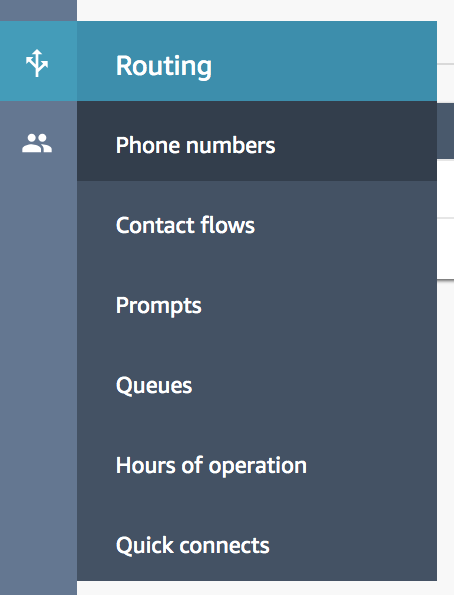 Routing
Phone numbers
Contact flows
Prompts
Queues
Hours of operation
Quick connects